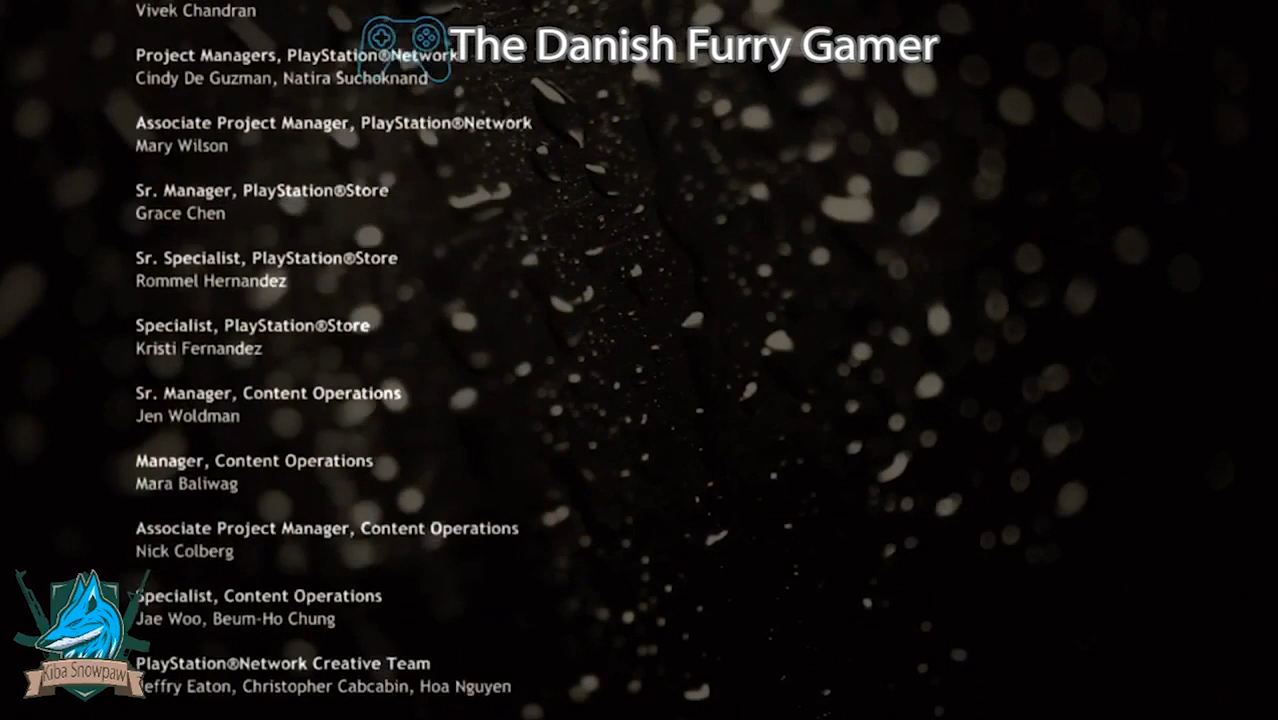 Vivek Chandran
The Danish Furry Gamer
Project Managers, PlayStation®Network
Cindy De Guzman, Natira Suchoknand
Associate Project Manager, PlayStation®Network
Mary Wilson
Sr. Manager, PlayStation®Store
Grace Chen
Sr. Specialist, PlayStation®Store
Rommel Hernandez
Specialist, PlayStation®Store
Kristi Fernandez
Sr. Manager, Content Operations
Jen Woldman
Manager, Content Operations
Mara Baliwag
Associate Project Manager, Content Operations
Nick Colberg
Specialist, Content Operations
Jae Woo, Beum-Ho Chung
PlayStation®Network Creative Team
Jeffry Eaton, Christopher Cabcabin, Hoa Nguyen
Kiba Snowpaw